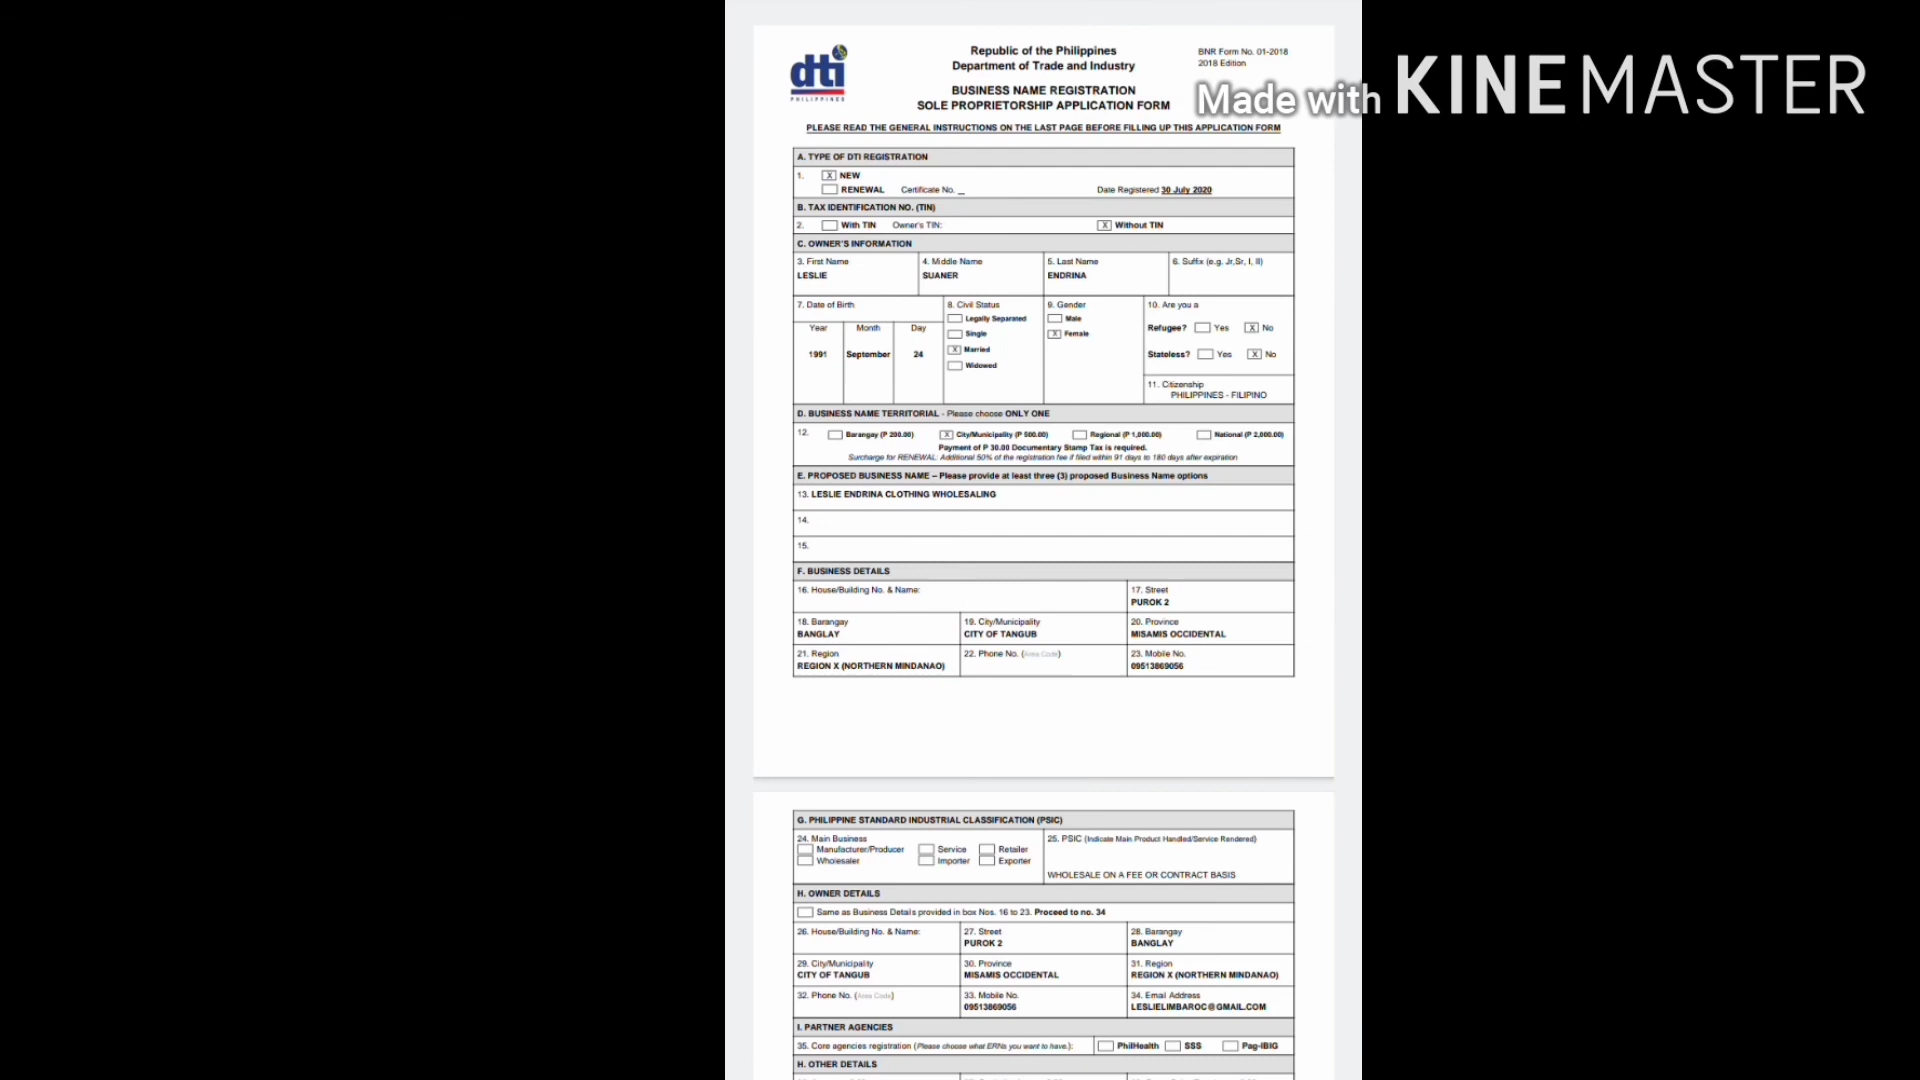 dti
PHILIPPINES
Republic of the Philippines
Department of Trade and Industry
BNR Form No. 01-2018
2018 Edition
BUSINESS NAME REGISTRATION
SOLE PROPRIETORSHIP APPLICATION FORM
Made with KINEMASTER
PLEASE READ THE GENERAL INSTRUCTIONS ON THE LAST PAGE BEFORE FILLING UP THIS APPLICATION FORM
A. TYPE OF DTI REGISTRATION
1. X NEW
RENEWAL Certificate No. _ Date Registered 30 July 2020
B. TAX IDENTIFICATION NO. (TIN)
2. With TIN Owner's TIN: X Without TIN
C. OWNER'S INFORMATION
3. First Name 4. Middle Name 5. Last Name 6. Suffix (e.g. Jr,Sr, I, II)
LESLIE SUANER ENDRINA
7. Date of Birth 8. Civil Status 9. Gender 10. Are you a
Legally Separated Male
Year Month Day Single X Female Refugee? Yes X No
1991 September 24 X Married Stateless? Yes X No
Widowed
11. Citizenship
PHILIPPINES - FILIPINO
D. BUSINESS NAME TERRITORIAL - Please choose ONLY ONE
12. Barangay (P 200.00) X City/Municipality (P 500.00) Regional (P 1,000.00) National (P 2,000.00)
Payment of P 30.00 Documentary Stamp Tax is required.
Surcharge for RENEWAL: Additional 50% of the registration fee if filed within 91 days to 180 days after expiration
E. PROPOSED BUSINESS NAME – Please provide at least three (3) proposed Business Name options
13. LESLIE ENDRINA CLOTHING WHOLESALING
14.
15.
F. BUSINESS DETAILS
16. House/Building No. & Name: 17. Street
PUROK 2
18. Barangay 19. City/Municipality 20. Province
BANGLAY CITY OF TANGUB MISAMIS OCCIDENTAL
21. Region 22. Phone No. (Area Code) 23. Mobile No.
REGION X (NORTHERN MINDANAO) 09513869056
G. PHILIPPINE STANDARD INDUSTRIAL CLASSIFICATION (PSIC)
24. Main Business 25. PSIC (Indicate Main Product Handled/Service Rendered)
Manufacturer/Producer Service Retailer
Wholesaler Importer Exporter
WHOLESALE ON A FEE OR CONTRACT BASIS
H. OWNER DETAILS
Same as Business Details provided in box Nos. 16 to 23. Proceed to no. 34
26. House/Building No. & Name: 27. Street 28. Barangay
PUROK 2 BANGLAY
29. City/Municipality 30. Province 31. Region
CITY OF TANGUB MISAMIS OCCIDENTAL REGION X (NORTHERN MINDANAO)
32. Phone No. (Area Code) 33. Mobile No. 34. Email Address
09513869056 LESLIELIMBAROC@GMAIL.COM
I. PARTNER AGENCIES
35. Core agencies registration (Please choose what ERNs you want to have.): PhilHealth SSS Pag-IBIG
H. OTHER DETAILS